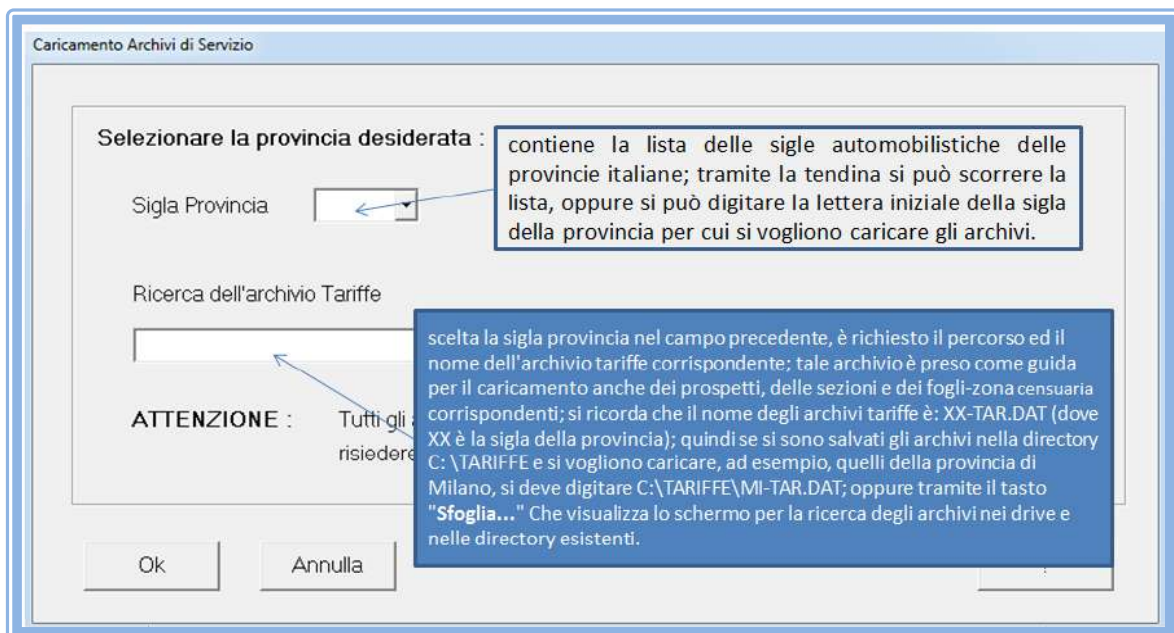 Caricamento Archivi di Servizio
Selezionare la provincia desiderata :
contiene la lista delle sigle automobilistiche delle
provincie italiane; tramite la tendina si può scorrere la
lista, oppure si può digitare la lettera iniziale della sigla
della provincia per cui si vogliono caricare gli archivi.
Sigla Provincia
Ricerca dell'archivio Tariffe
scelta la sigla provincia nel campo precedente, è richiesto il percorso ed il
nome dell'archivio tariffe corrispondente; tale archivio è preso come guida
per il caricamento anche dei prospetti, delle sezioni e dei fogli-zona censuaria
corrispondenti; si ricorda che il nome degli archivi tariffe è: XX-TAR.DAT (dove
XX è la sigla della provincia); quindi se si sono salvati gli archivi nella directory
C: \TARIFFE e si vogliono caricare, ad esempio, quelli della provincia di
Milano, si deve digitare C:\TARIFFE\MI-TAR.DAT; oppure tramite il tasto
"Sfoglia..." Che visualizza lo schermo per la ricerca degli archivi nei drive e
nelle directory esistenti.
ATTENZIONE : Tutti gli
risiedere
Ok Annulla